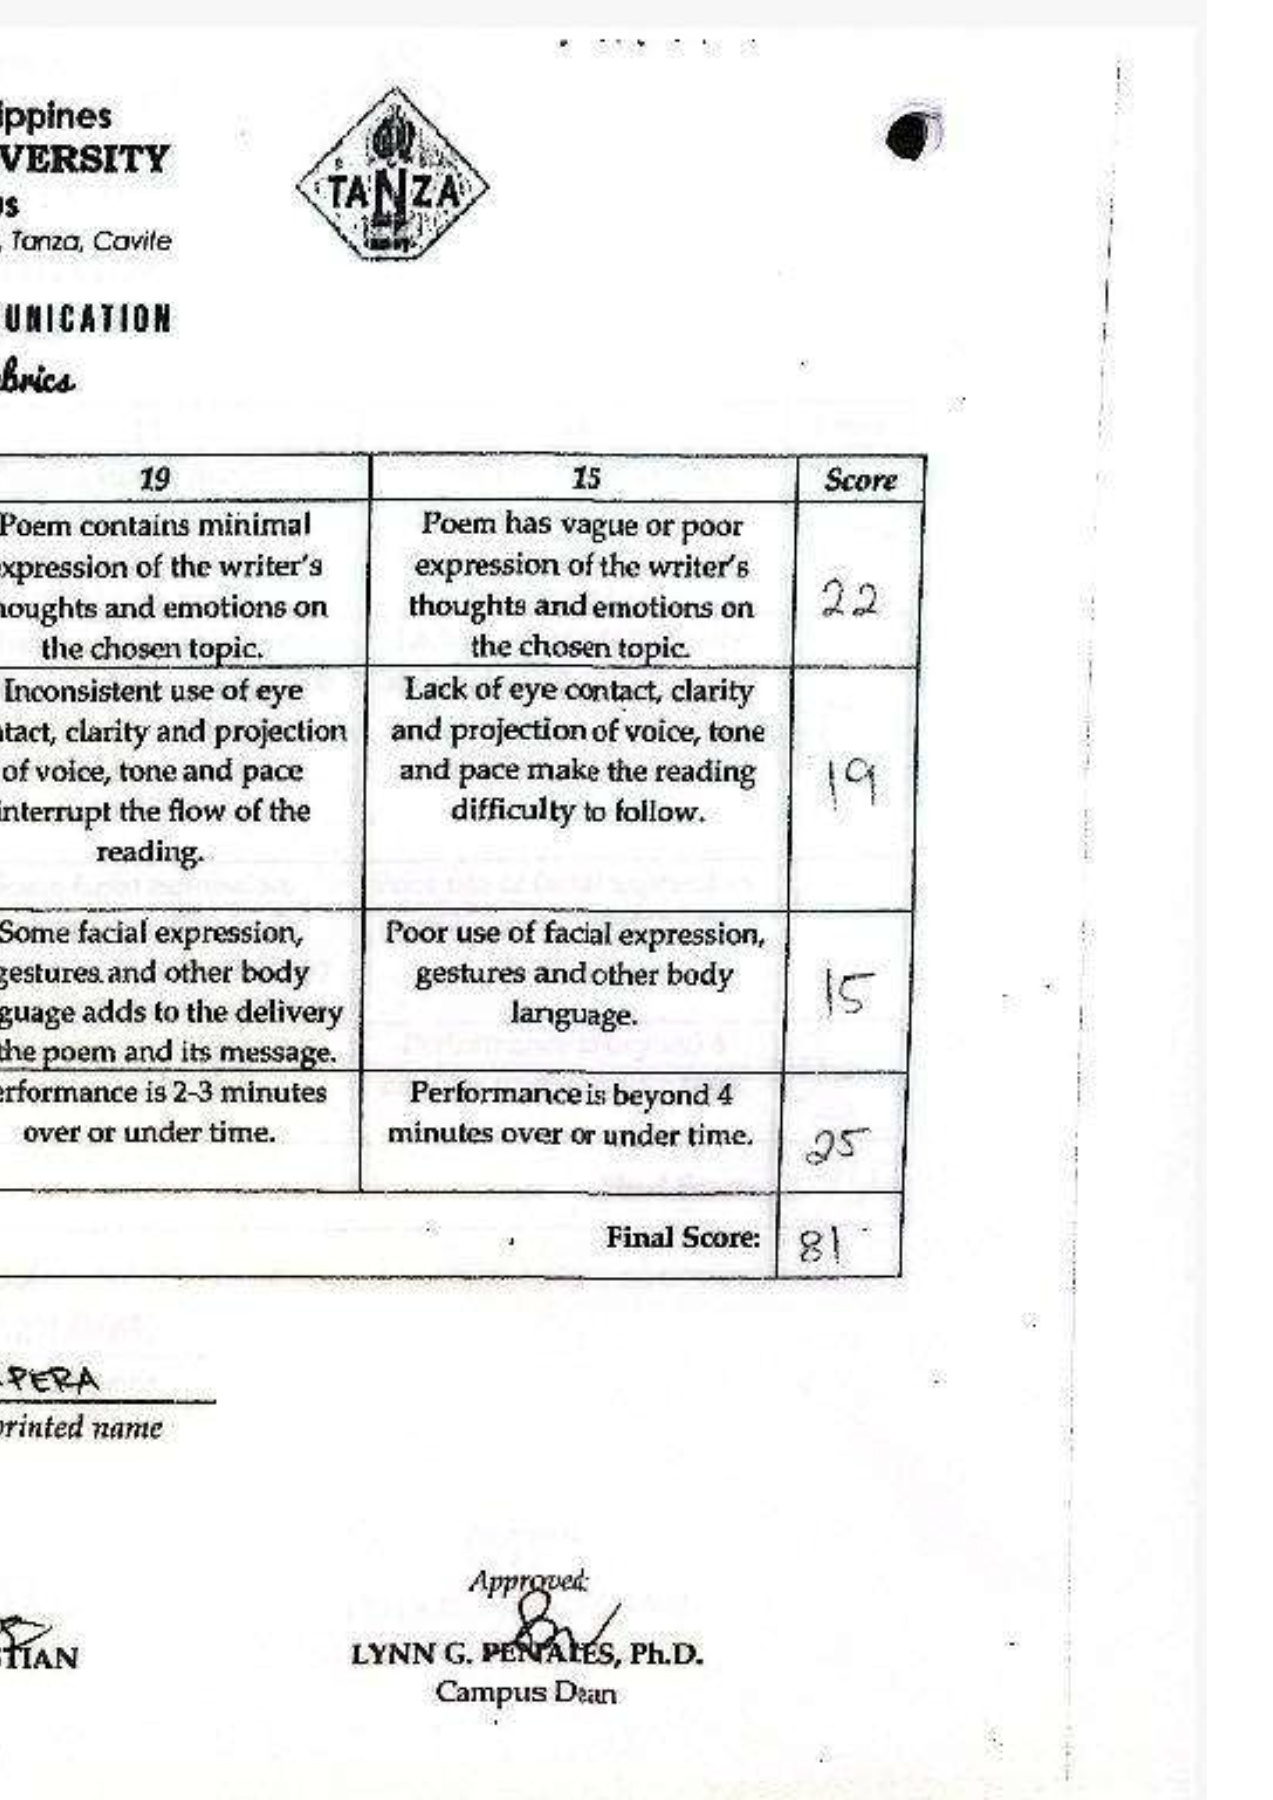 ippines
VERSITY
us
, Tanza, Cavite
TANZA
UNICATION
ubrics
19 15 Score
Poem contains minimal
xpression of the writer's
houghts and emotions on
the chosen topic.
Poem has vague or poor
expression of the writer's
thoughts and emotions on
the chosen topic.
22
Inconsistent use of eye
ntact, clarity and projection
of voice, tone and pace
interrupt the flow of the
reading.
Lack of eye contact, clarity
and projection of voice, tone
and pace make the reading
difficulty to follow.
19
Some facial expression,
gestures and other body
guage adds to the delivery
the poem and its message.
Poor use of facial expression,
gestures and other body
language.
15
erformance is 2-3 minutes
over or under time.
Performance is beyond 4
minutes over or under time.
25
Final Score: 81
PERA
printed name
Approved:
TIAN
LYNN G. PENALES, Ph.D.
Campus Dean